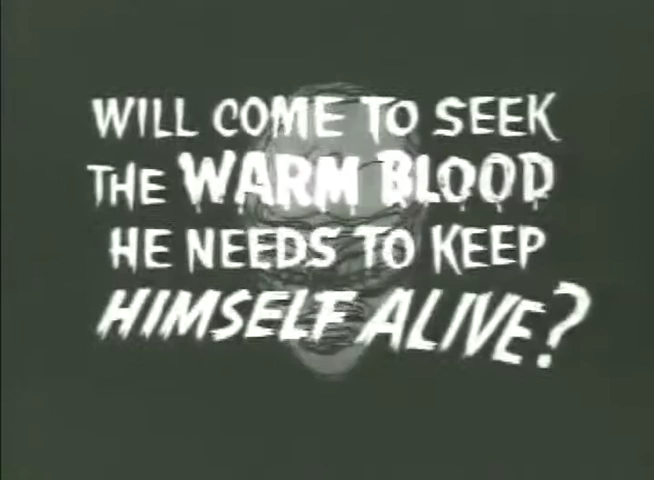 WILL COME TO SEEK
THE WARM BLOOD
HE NEEDS TO KEEP
HIMSELF ALIVE?